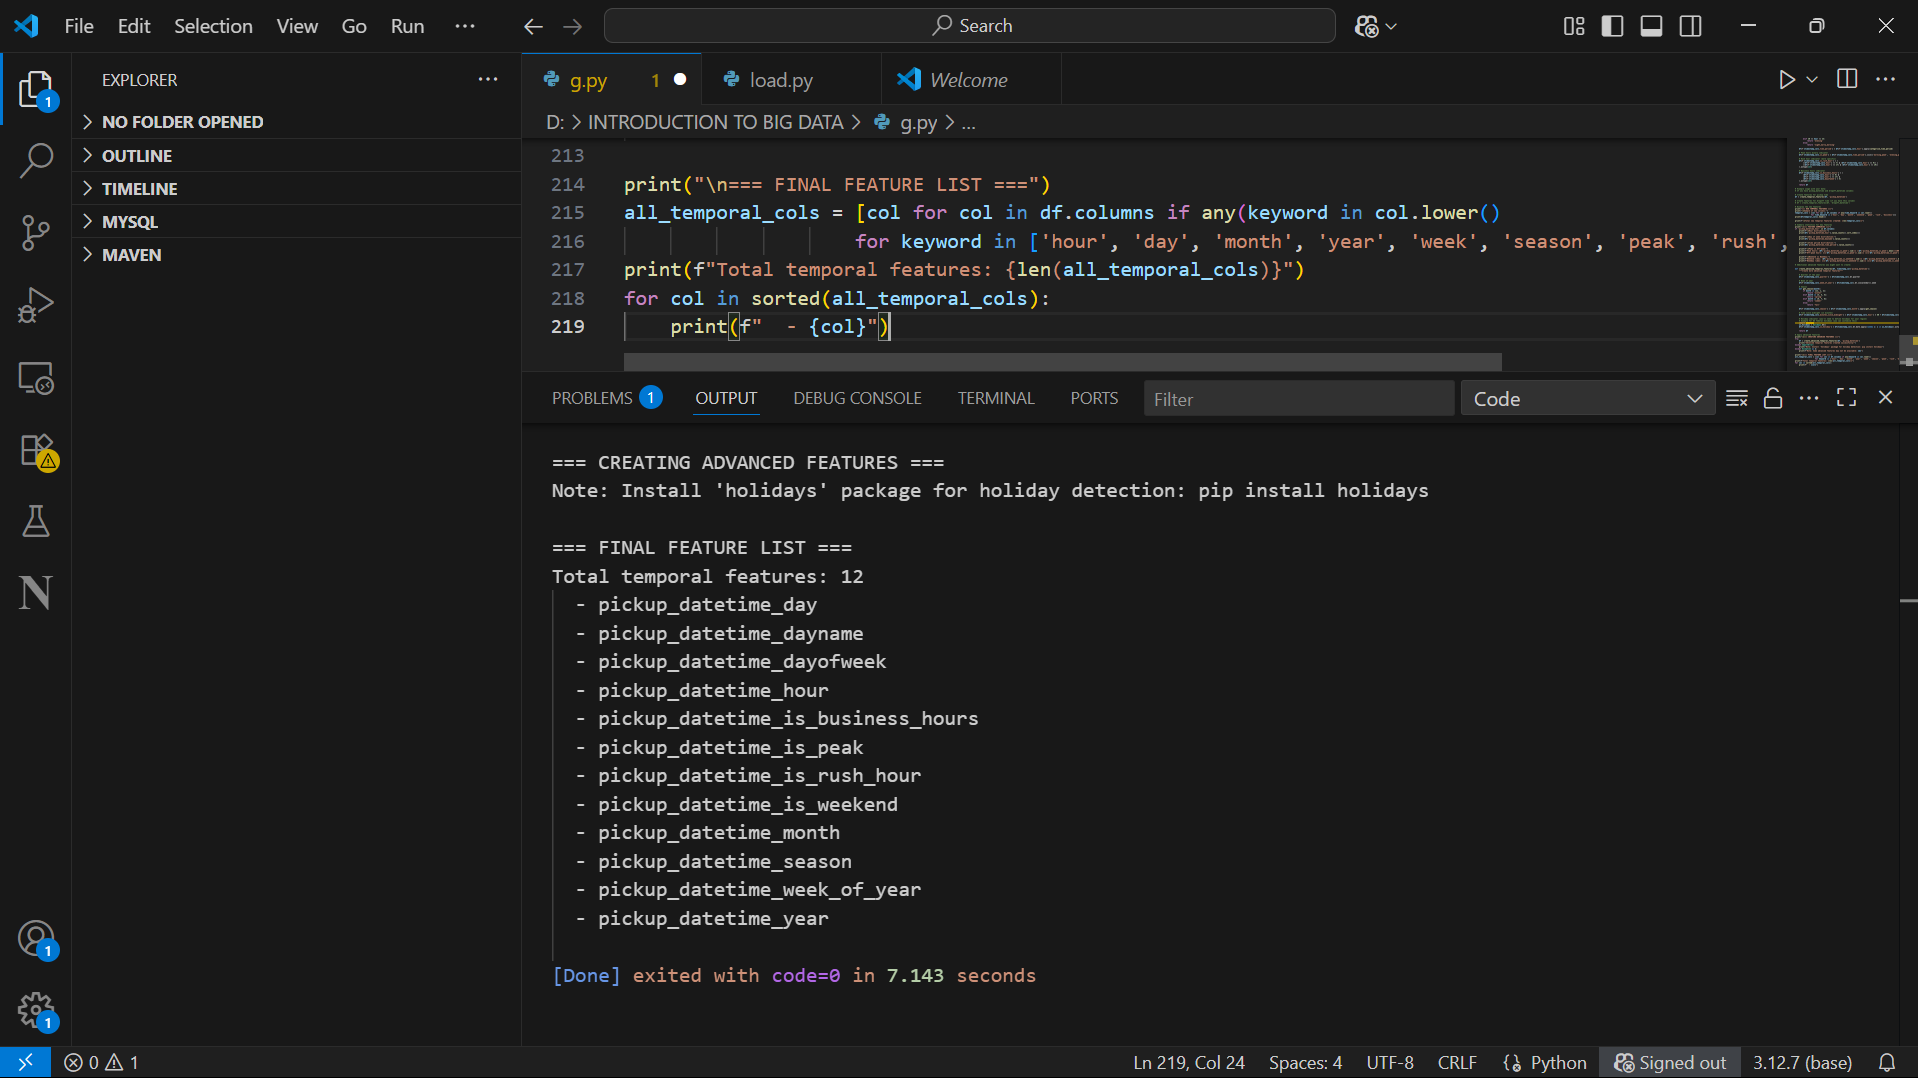 File Edit Selection View Go Run ··· Search
EXPLORER ···
NO FOLDER OPENED
OUTLINE
TIMELINE
MYSQL
MAVEN
1
N
1
1
g.py 1 load.py Welcome
D: > INTRODUCTION TO BIG DATA > g.py > ...
213
214 print("\n=== FINAL FEATURE LIST ===")
215 all_temporal_cols = [col for col in df.columns if any(keyword in col.lower()
216 for keyword in ['hour', 'day', 'month', 'year', 'week', 'season', 'peak', 'rush',
217 print(f"Total temporal features: {len(all_temporal_cols)}")
218 for col in sorted(all_temporal_cols):
219 print(f"  - {col}")
PROBLEMS 1 OUTPUT DEBUG CONSOLE TERMINAL PORTS Filter Code
=== CREATING ADVANCED FEATURES ===
Note: Install 'holidays' package for holiday detection: pip install holidays
=== FINAL FEATURE LIST ===
Total temporal features: 12
- pickup_datetime_day
- pickup_datetime_dayname
- pickup_datetime_dayofweek
- pickup_datetime_hour
- pickup_datetime_is_business_hours
- pickup_datetime_is_peak
- pickup_datetime_is_rush_hour
- pickup_datetime_is_weekend
- pickup_datetime_month
- pickup_datetime_season
- pickup_datetime_week_of_year
- pickup_datetime_year
[Done] exited with code=0 in 7.143 seconds
0 1 Ln 219, Col 24 Spaces: 4 UTF-8 CRLF Python Signed out 3.12.7 (base)